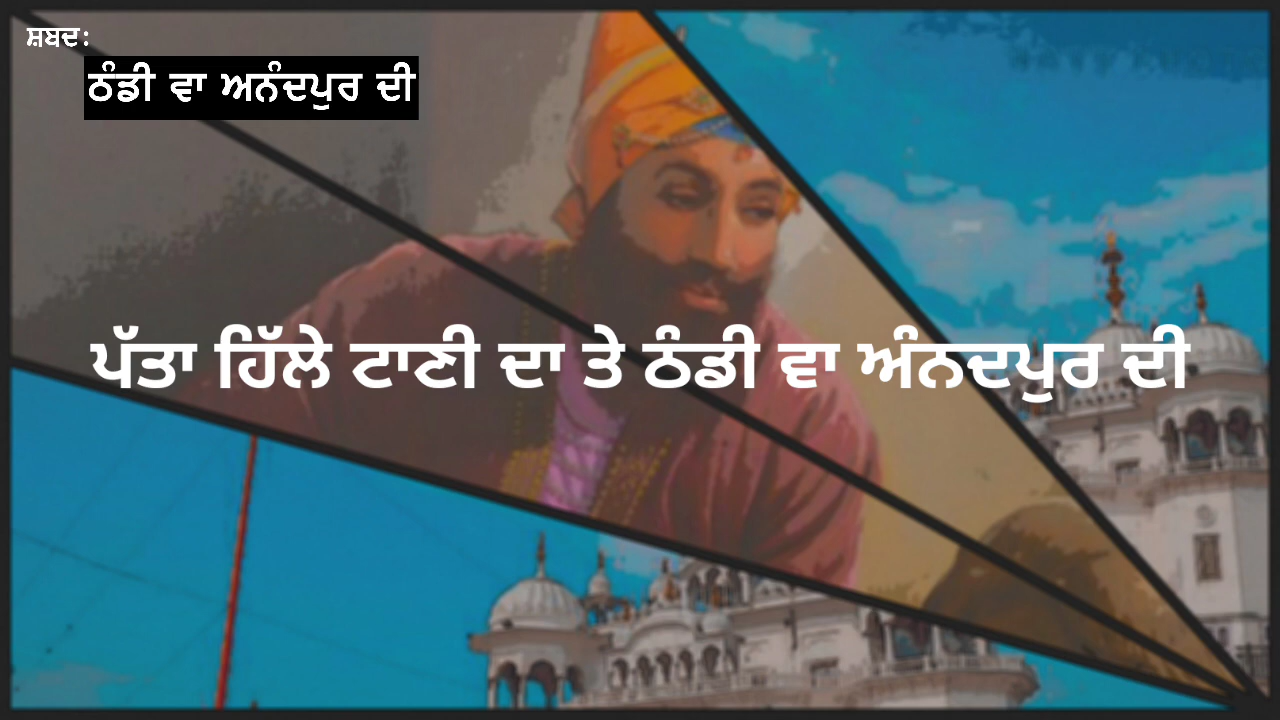 ਸ਼ਬਦ:
ਠੰਡੀ ਵਾ ਅਨੰਦਪੁਰ ਦੀ
ਪੱਤਾ ਹਿੱਲੇ ਟਾਣੀ ਦਾ ਤੇ ਠੰਡੀ ਵਾ ਅੰਨਦਪੁਰ ਦੀ